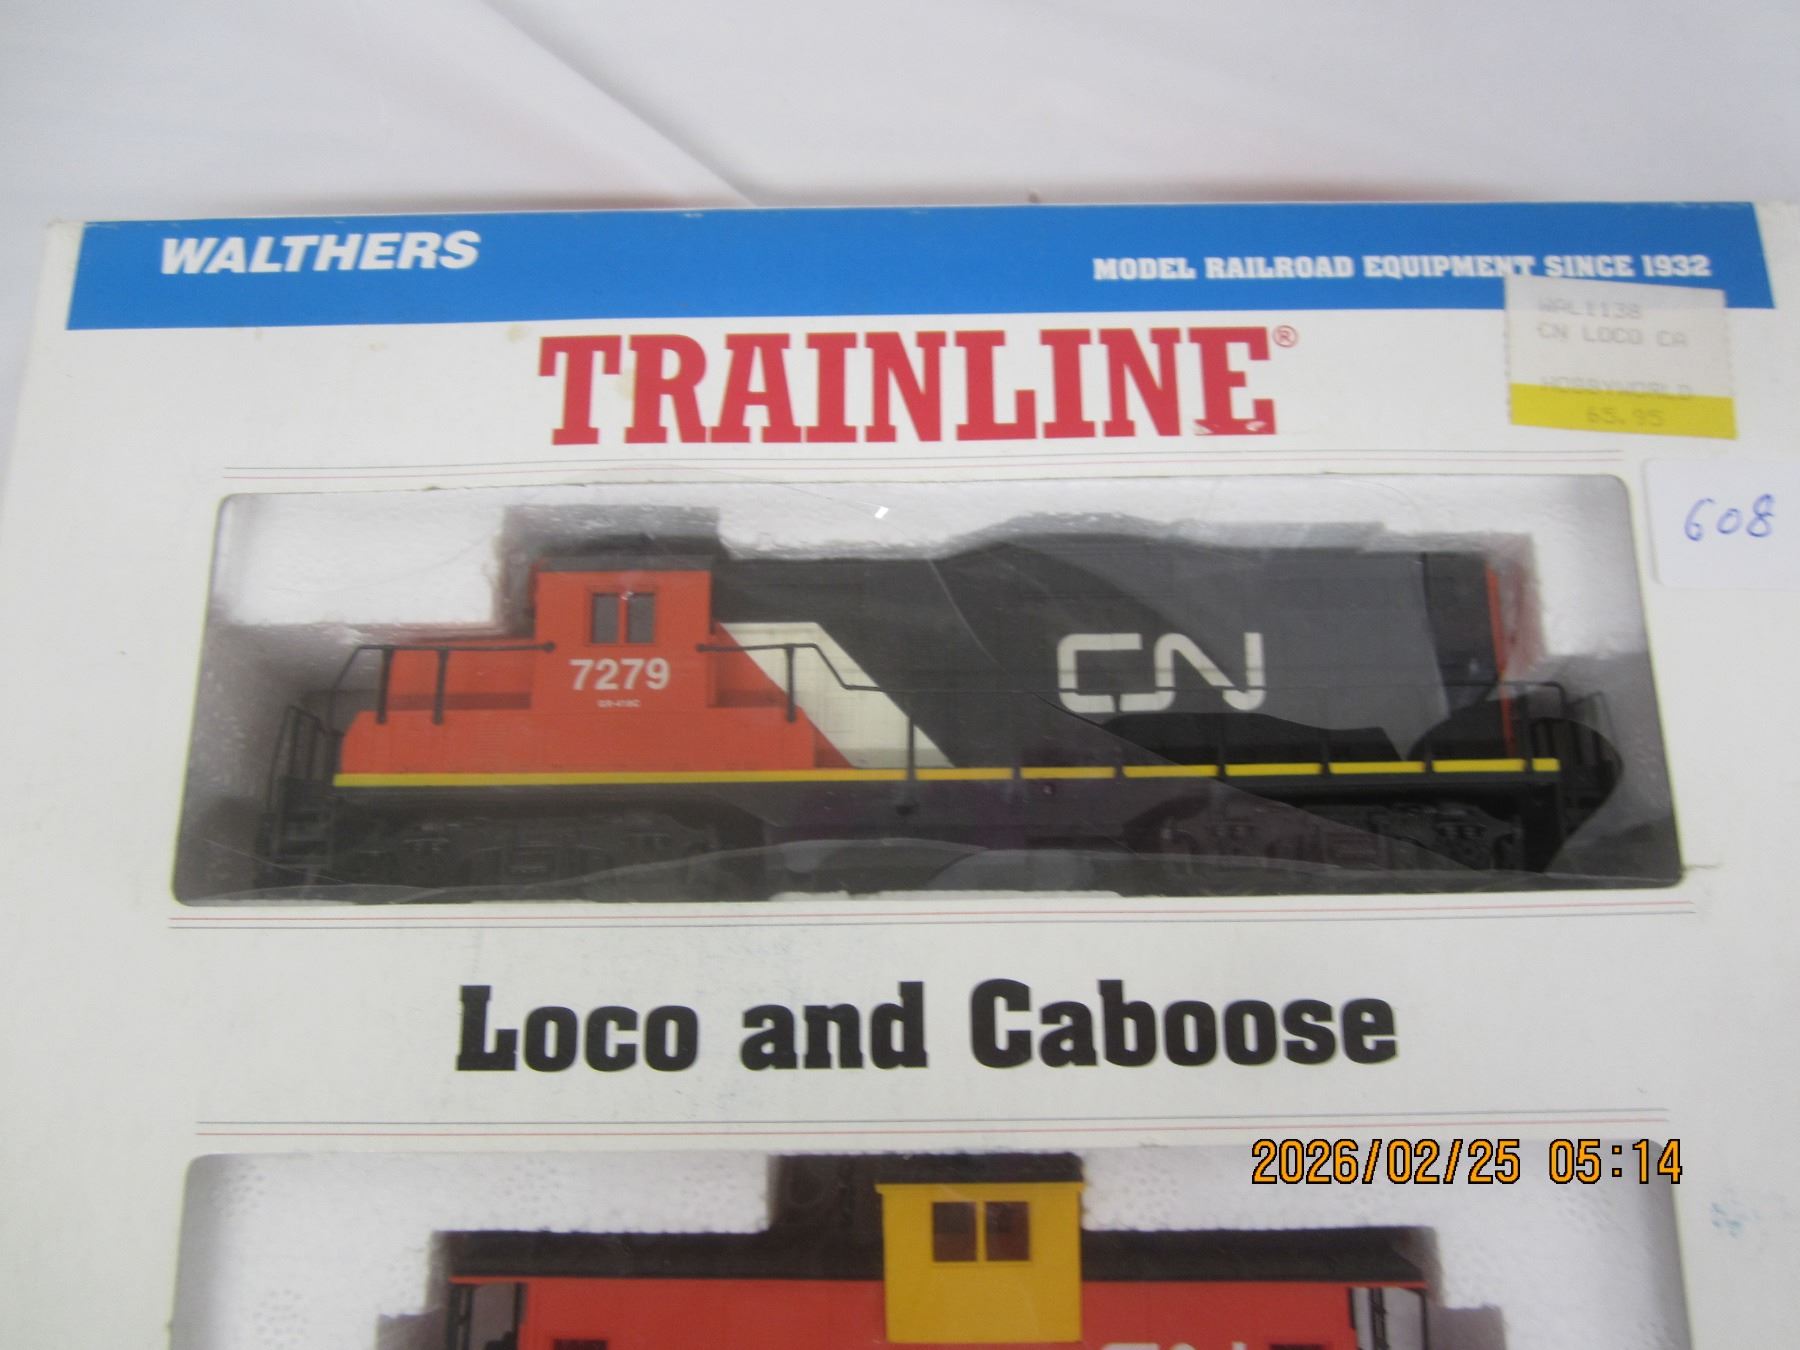 WALTHERS
MODEL RAILROAD EQUIPMENT SINCE 1932
TRAINLINE®
WAL1138
CN LOCO CA
HOBBYWORLD
65.95
608
7279
CN
Loco and Caboose
2026/02/25 05:14